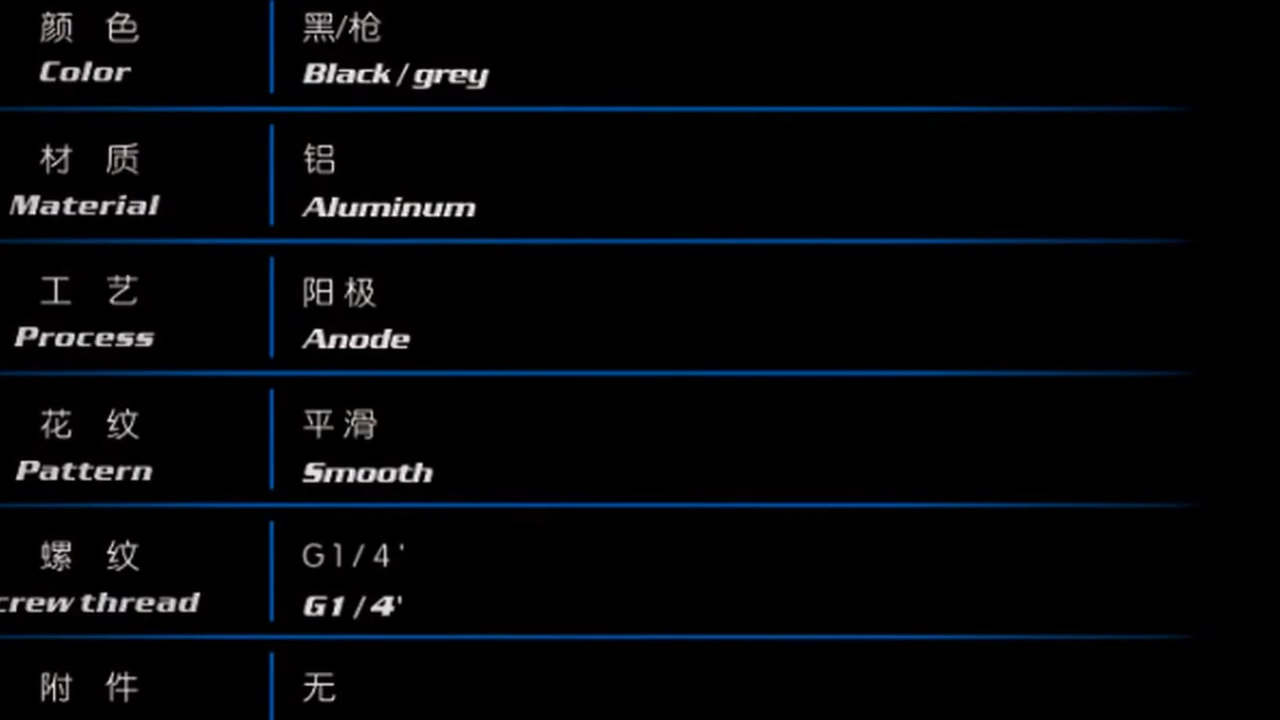 颜 色 黑/枪
Color Black / grey
材 质 铝
Material Aluminum
工 艺 阳 极
Process Anode
花 纹 平 滑
Pattern Smooth
螺 纹 G1/4'
crew thread G1/4'
附 件 无